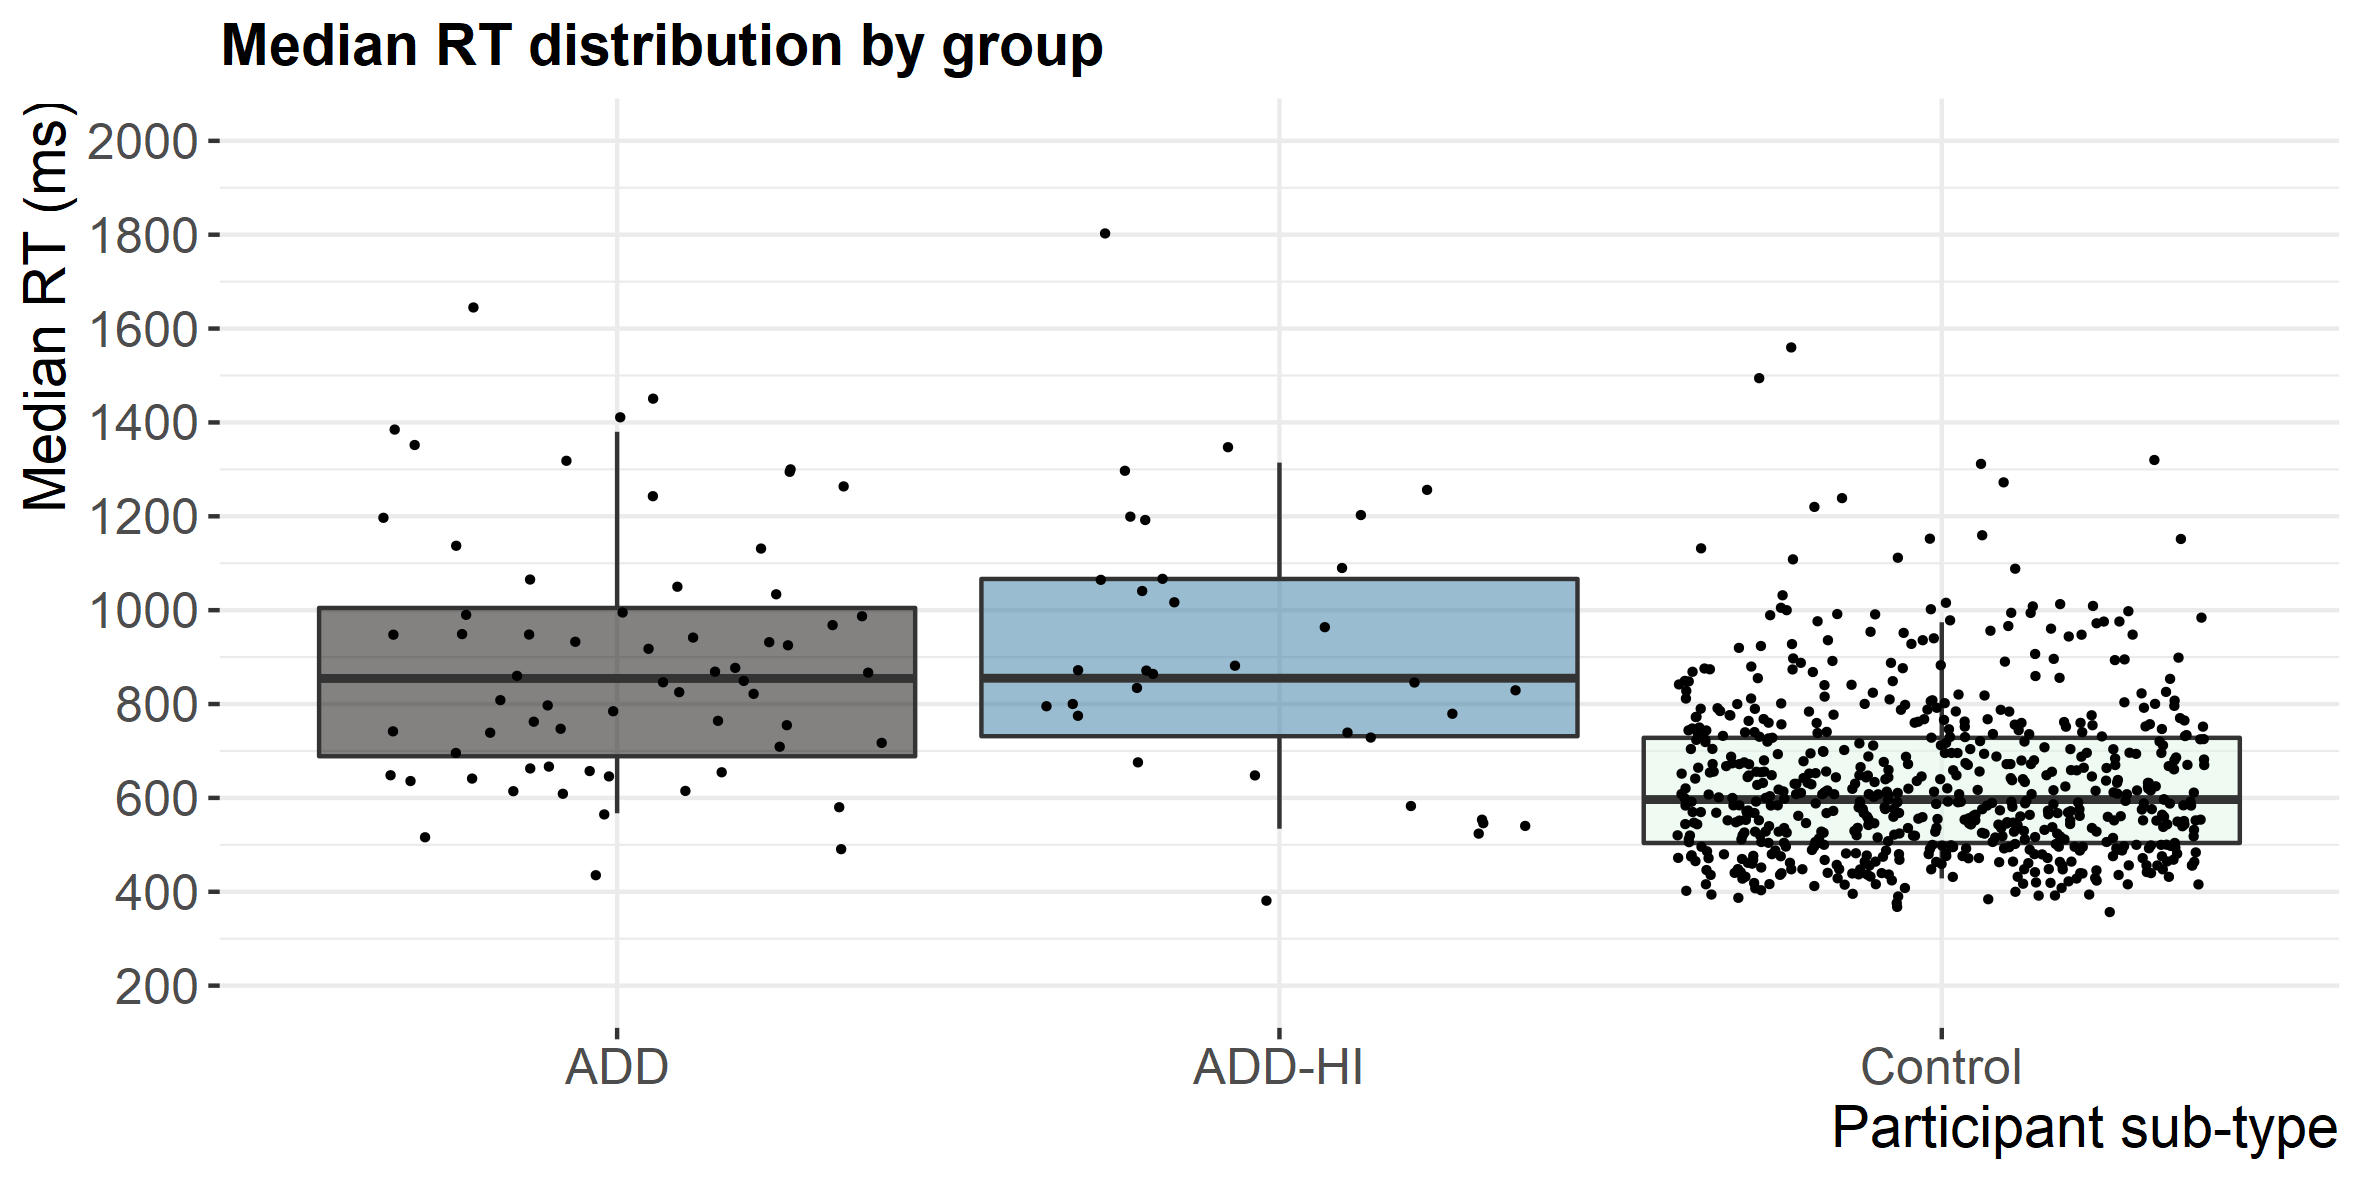 Median RT distribution by group
Median RT (ms)
2000
1800
1600
1400
1200
1000
800
600
400
200
ADD
ADD-HI
Control
Participant sub-type